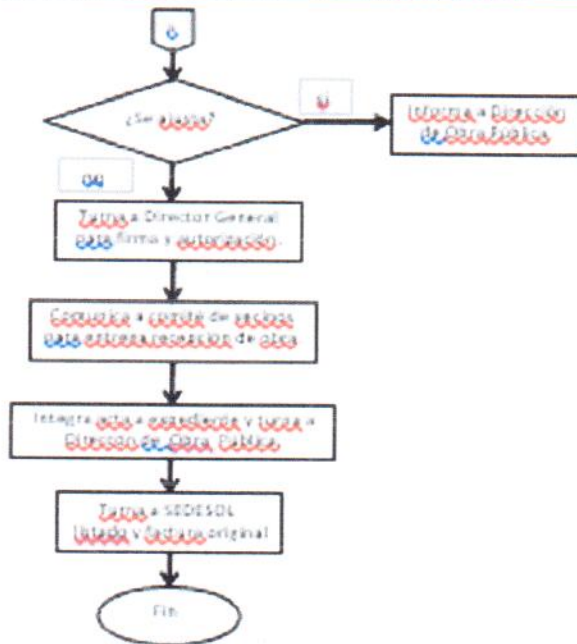 ¿Se ajusta?
si
Informa a Dirección
de Obra Pública
no
Turna a Director General
para firma y autorización.
Comunica a comité de vecinos
para entrega recepción de obra
Integra acta a expediente y turna a
Dirección de Obra Pública.
Turna a SEDESOL
listado y factura original
Fin